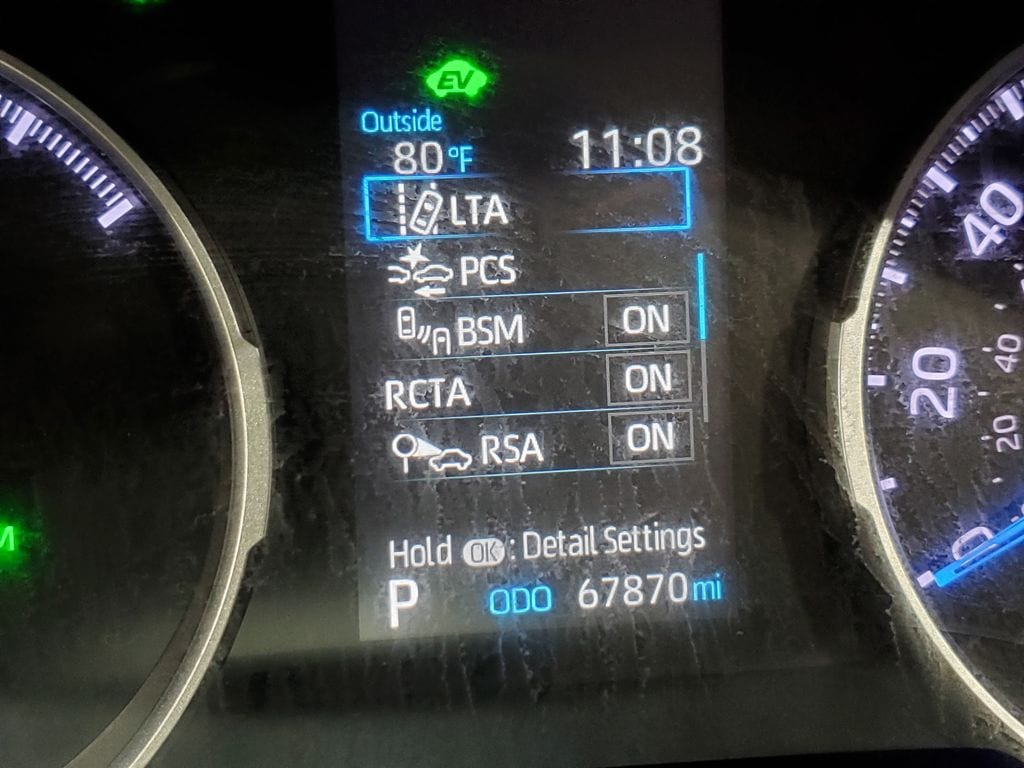 EV
Outside
80 °F 11:08
LTA
PCS
BSM ON
RCTA ON
RSA ON
Hold OK : Detail Settings
P ODO 67870 mi
40
20
0
40
20